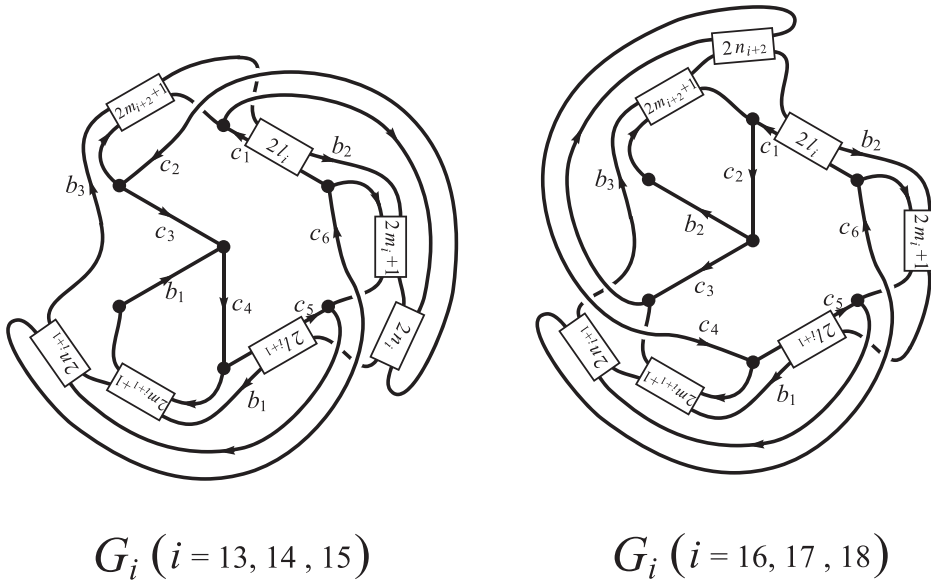 2n_{i+2}
2m_{i+2}+1
2m_{i+2}+1
c_1
2l_i
b_2
c_1
2l_i
b_2
c_2
c_2
b_3
b_3
c_3
c_6
2m_i+1
b_2
c_6
2m_i+1
c_3
b_1
c_4
c_5
2n_i
c_4
c_5
2n_{i+1}
2l_{i+1}
2n_{i+1}
2l_{i+1}
2m_{i+1}+1
b_1
2m_{i+1}+1
b_1
G_i (i = 13, 14 , 15)
G_i (i = 16, 17 , 18)